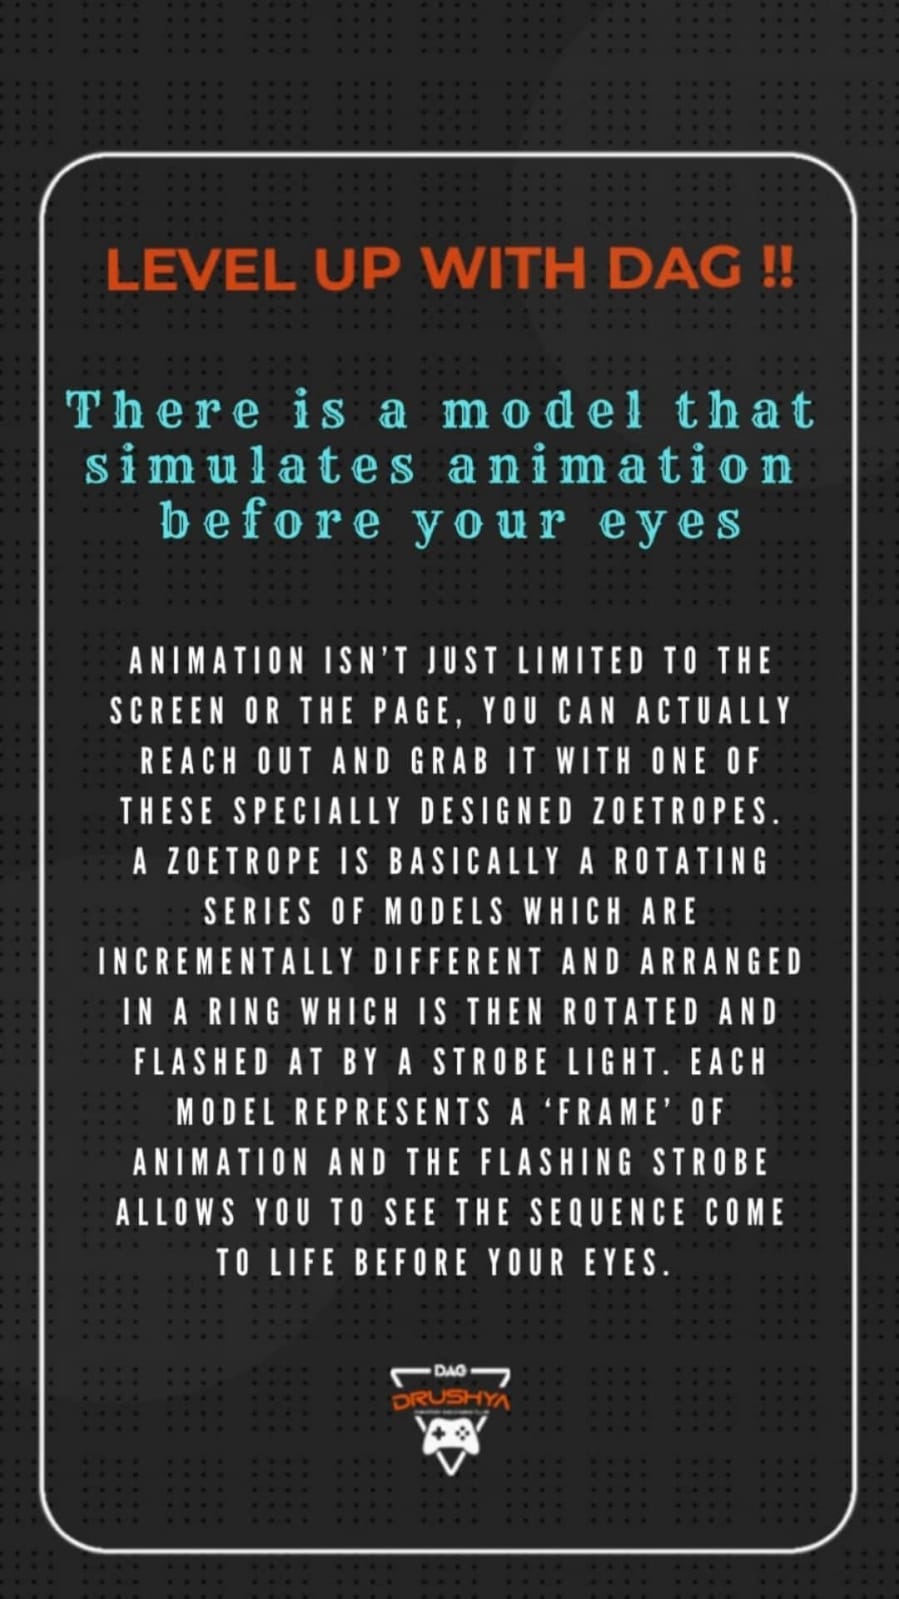 LEVEL UP WITH DAG !!
There is a model that
simulates animation
before your eyes
ANIMATION ISN'T JUST LIMITED TO THE
SCREEN OR THE PAGE, YOU CAN ACTUALLY
REACH OUT AND GRAB IT WITH ONE OF
THESE SPECIALLY DESIGNED ZOETROPES.
A ZOETROPE IS BASICALLY A ROTATING
SERIES OF MODELS WHICH ARE
INCREMENTALLY DIFFERENT AND ARRANGED
IN A RING WHICH IS THEN ROTATED AND
FLASHED AT BY A STROBE LIGHT. EACH
MODEL REPRESENTS A ‘FRAME’ OF
ANIMATION AND THE FLASHING STROBE
ALLOWS YOU TO SEE THE SEQUENCE COME
TO LIFE BEFORE YOUR EYES.
DAG
DRUSHYA